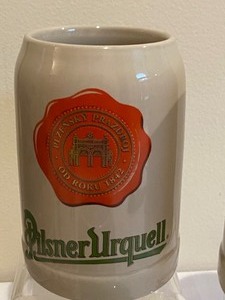 PLZEŇSKÝ PRAZDROJ
OD ROKU 1842
Pilsner Urquell